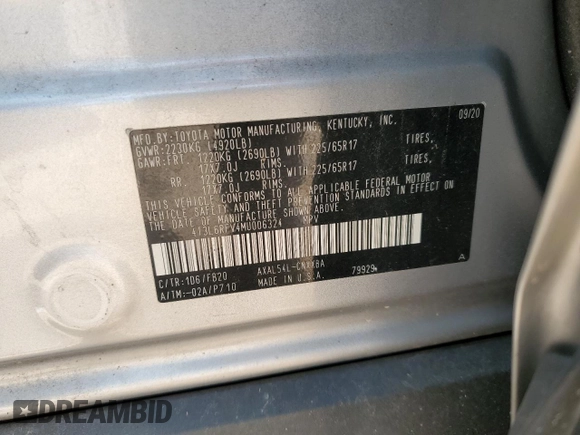 MFD.BY:TOYOTA MOTOR MANUFACTURING, KENTUCKY, INC. 09/20
GVWR:2230KG (4920LB)
GAWR:FRT. 1220KG (2690LB) WITH 225/65R17 TIRES,
17X7.0J RIMS,
RR 1220KG (2690LB) WITH 225/65R17 TIRES,
17X7.0J RIMS.
THIS VEHICLE CONFORMS TO ALL APPLICABLE FEDERAL MOTOR
VEHICLE SAFETY AND THEFT PREVENTION STANDARDS IN EFFECT ON
THE DATE OF MANUFACTURE SHOWN ABOVE.
4T3L6RFV4MU006324 MPV
C/TR:1D6/FB20 AXAL54L-CNXXBA 79929
A/TM:-02A/P710 MADE IN U.S.A. A
DREAMBID